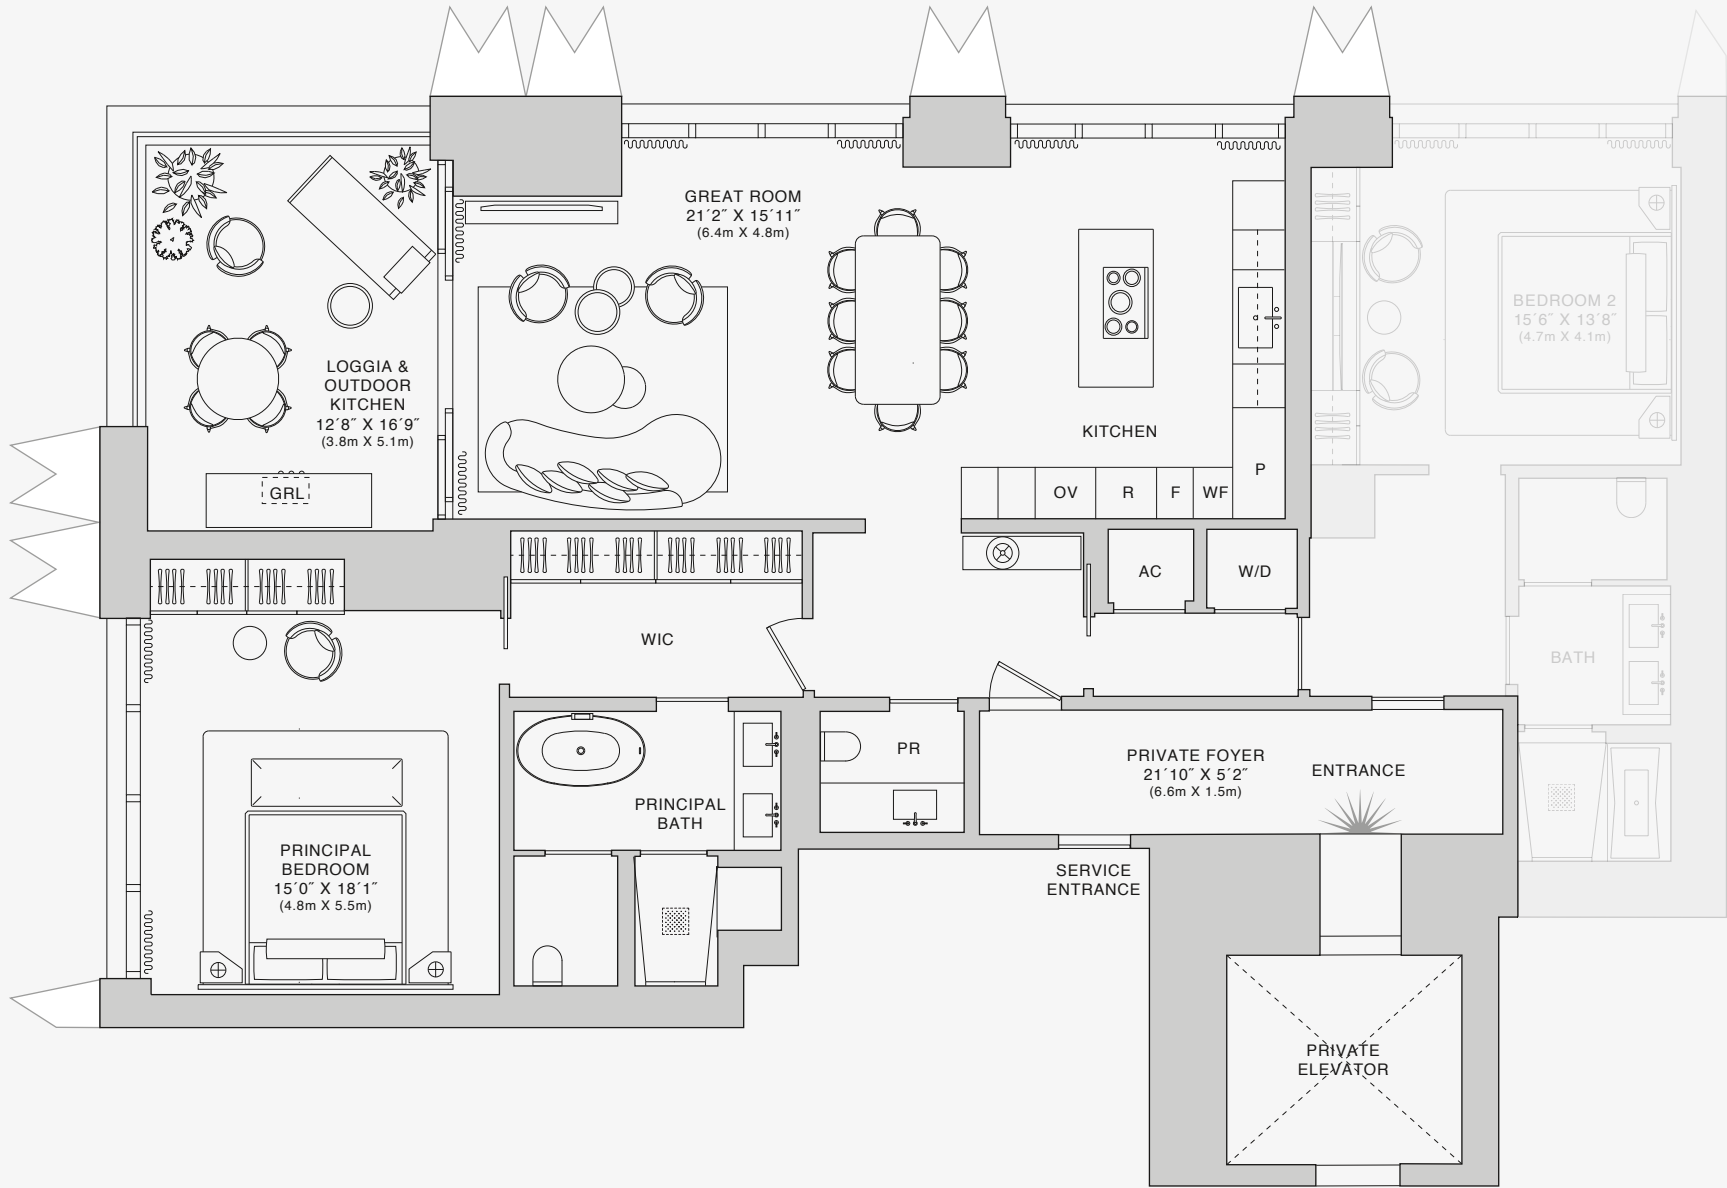 GREAT ROOM
21´2˝ X 15´11˝
(6.4m X 4.8m)
LOGGIA &
OUTDOOR
KITCHEN
12´8˝ X 16´9˝
(3.8m X 5.1m)
GRL
KITCHEN
OV
R
F
WF
P
BEDROOM 2
15´6˝ X 13´8˝
(4.7m X 4.1m)
AC
W/D
WIC
BATH
PR
PRIVATE FOYER
21´10˝ X 5´2˝
(6.6m X 1.5m)
ENTRANCE
PRINCIPAL
BATH
PRINCIPAL
BEDROOM
15´0˝ X 18´1˝
(4.8m X 5.5m)
SERVICE
ENTRANCE
PRIVATE
ELEVATOR